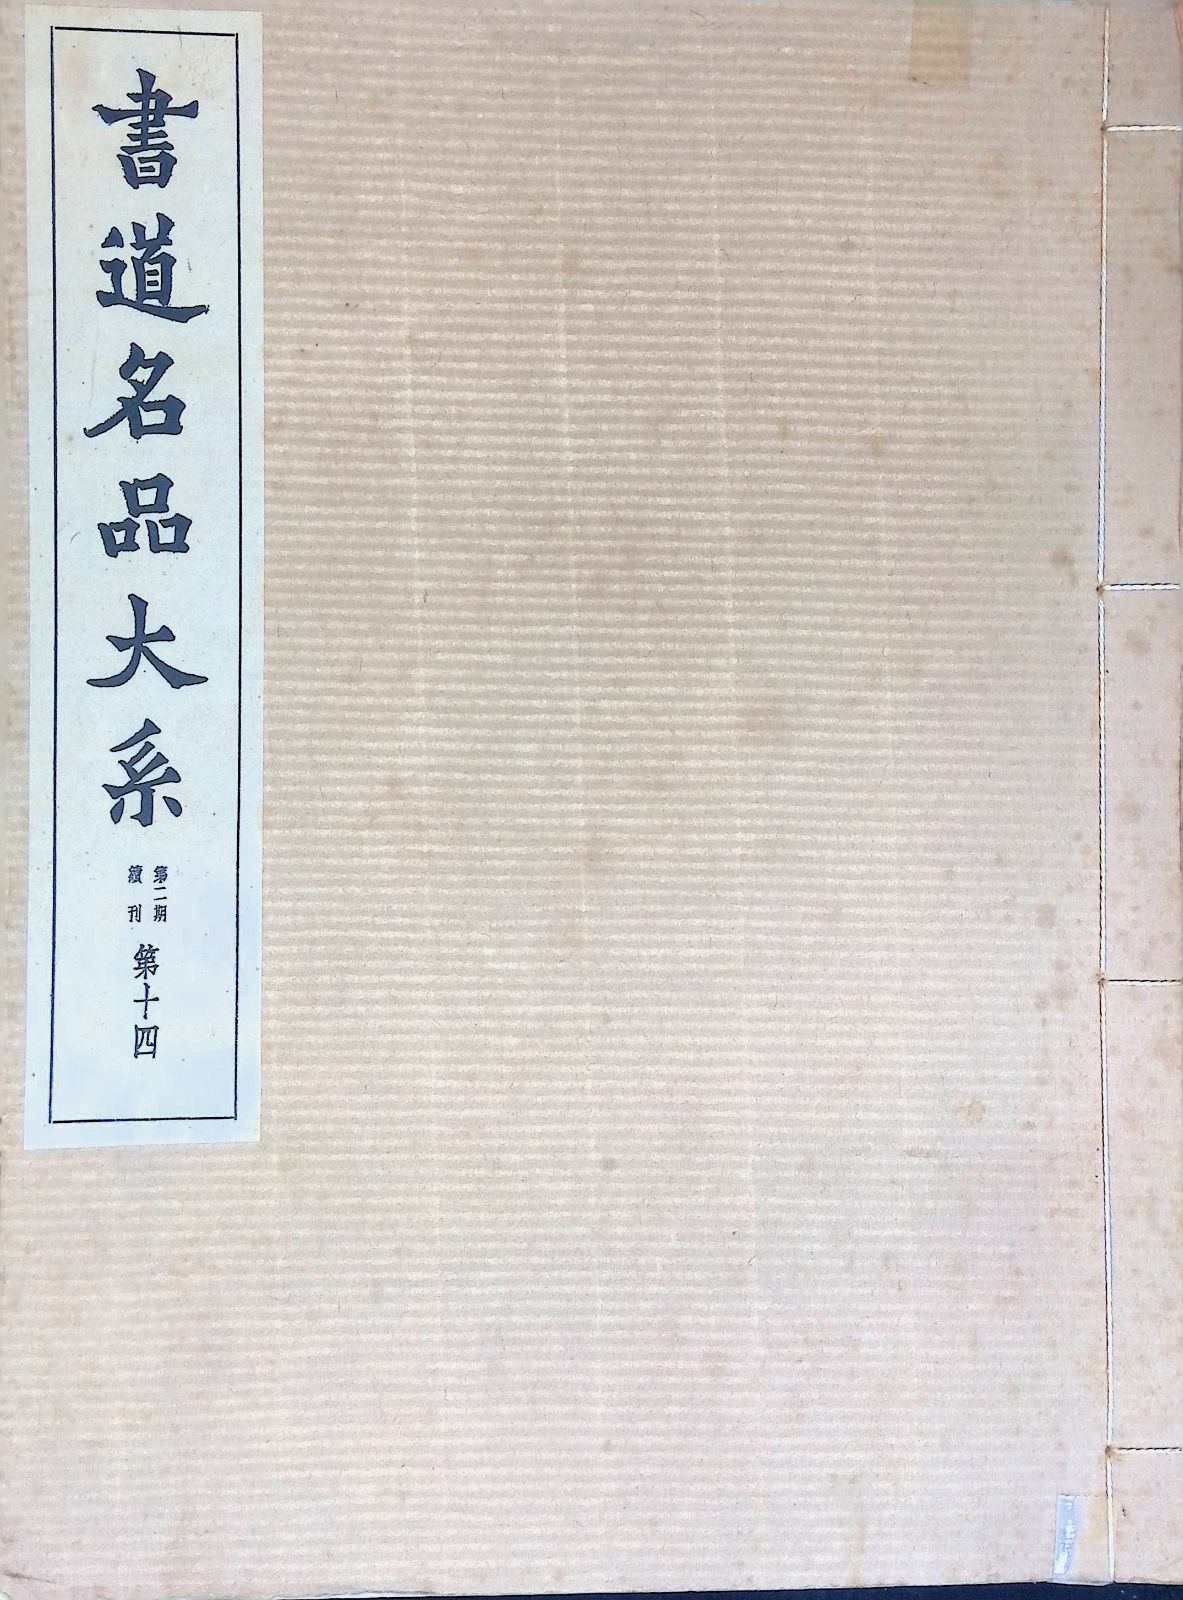 書道名品大系
第二期
續刊
第十四